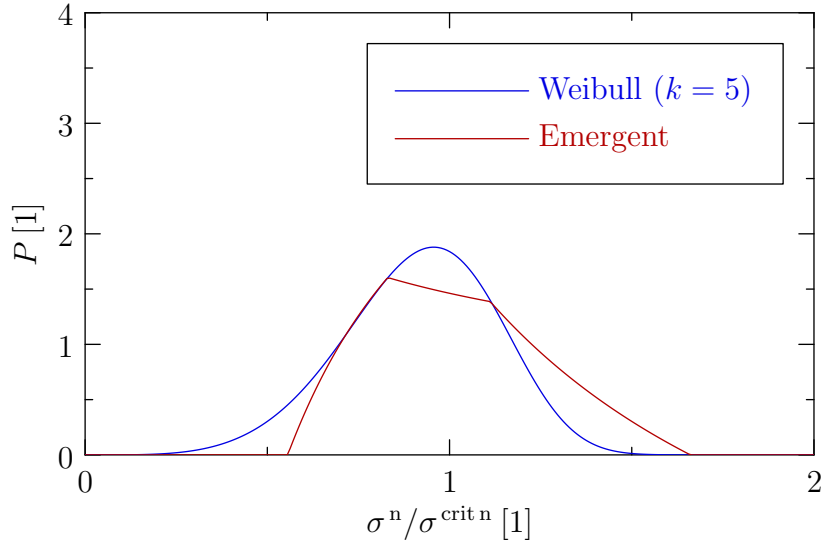 4
3
2
1
0
P [1]
Weibull (k = 5)
Emergent
0
1
2
σ^n/σ^crit n [1]